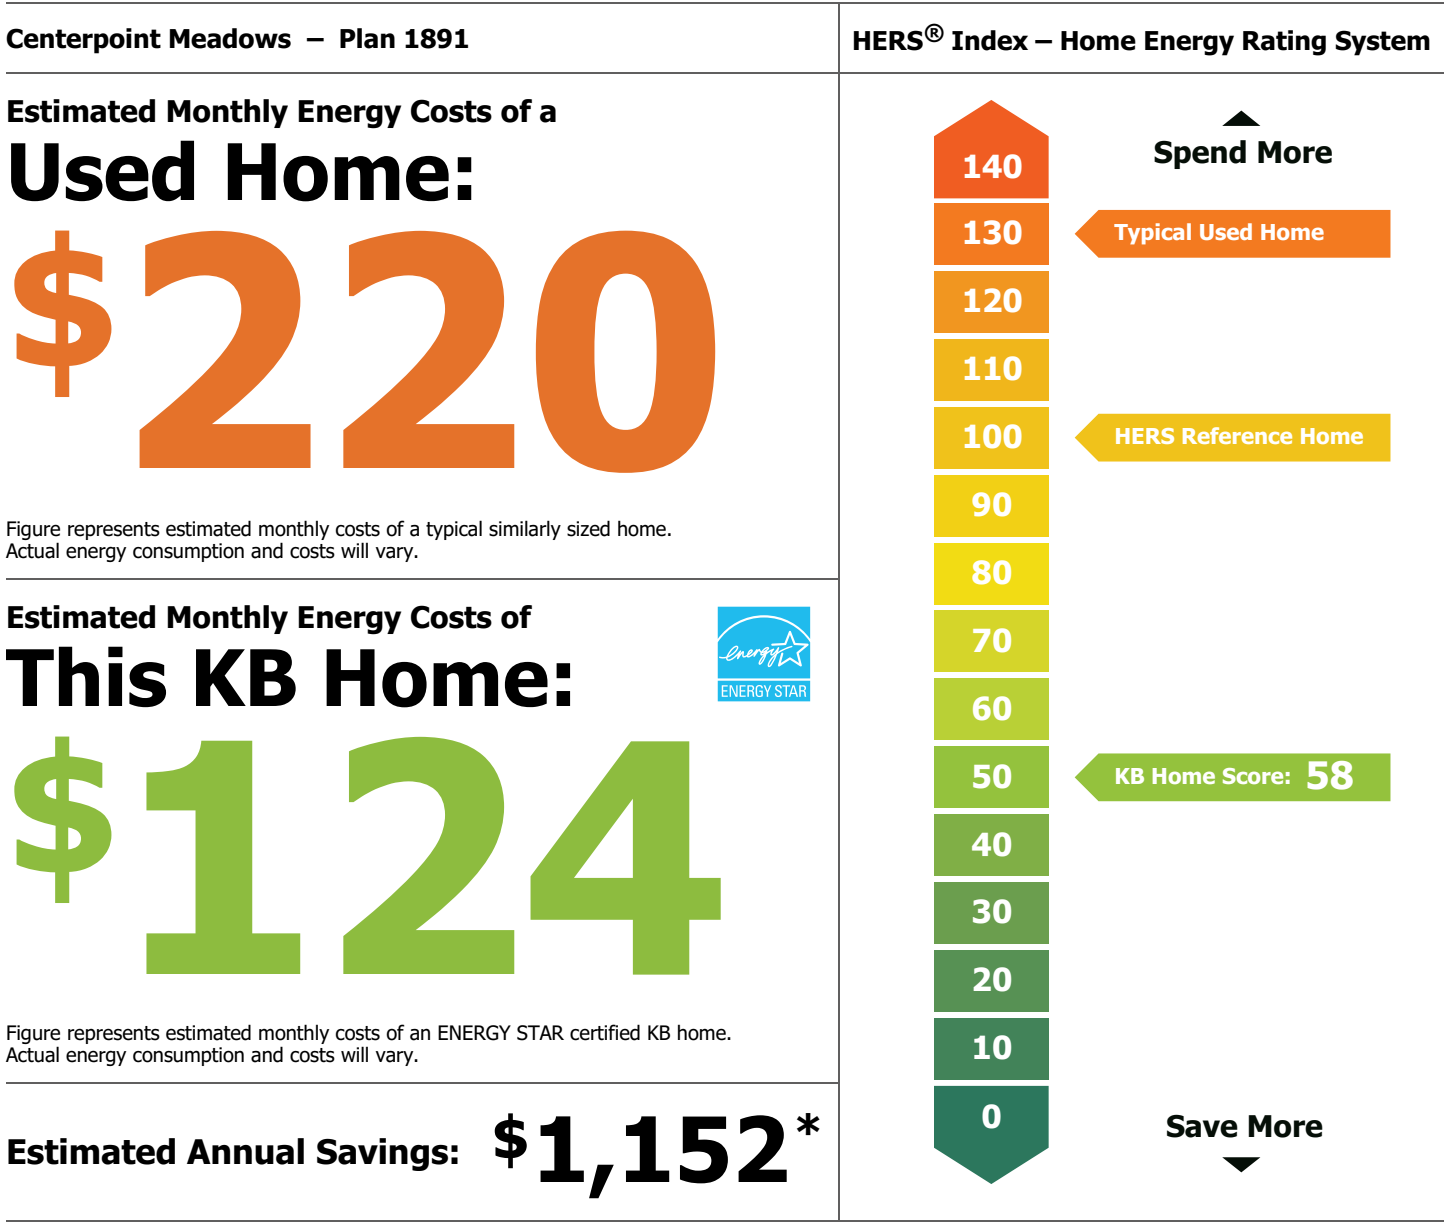 Centerpoint Meadows – Plan 1891
Estimated Monthly Energy Costs of a
Used Home:
$220
Figure represents estimated monthly costs of a typical similarly sized home.
Actual energy consumption and costs will vary.
Estimated Monthly Energy Costs of
This KB Home:
energy
ENERGY STAR
$124
Figure represents estimated monthly costs of an ENERGY STAR certified KB home.
Actual energy consumption and costs will vary.
Estimated Annual Savings: $1,152*
HERS® Index – Home Energy Rating System
Spend More
140
130 Typical Used Home
120
110
100 HERS Reference Home
90
80
70
60
50 KB Home Score: 58
40
30
20
10
0
Save More